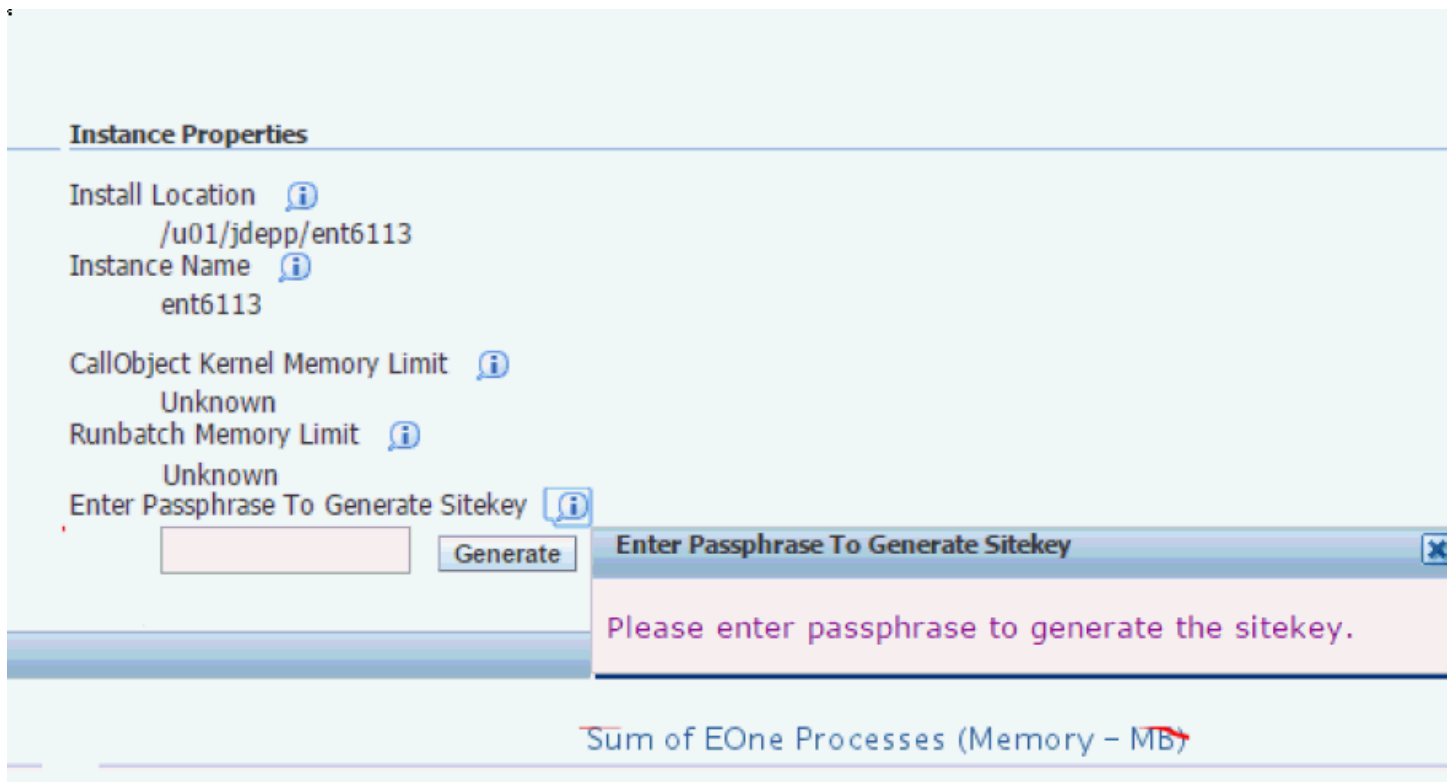 Instance Properties
Install Location
/u01/jdepp/ent6113
Instance Name
ent6113
CallObject Kernel Memory Limit
Unknown
Runbatch Memory Limit
Unknown
Enter Passphrase To Generate Sitekey
Generate
Enter Passphrase To Generate Sitekey
Please enter passphrase to generate the sitekey.
Sum of EOne Processes (Memory – MB)